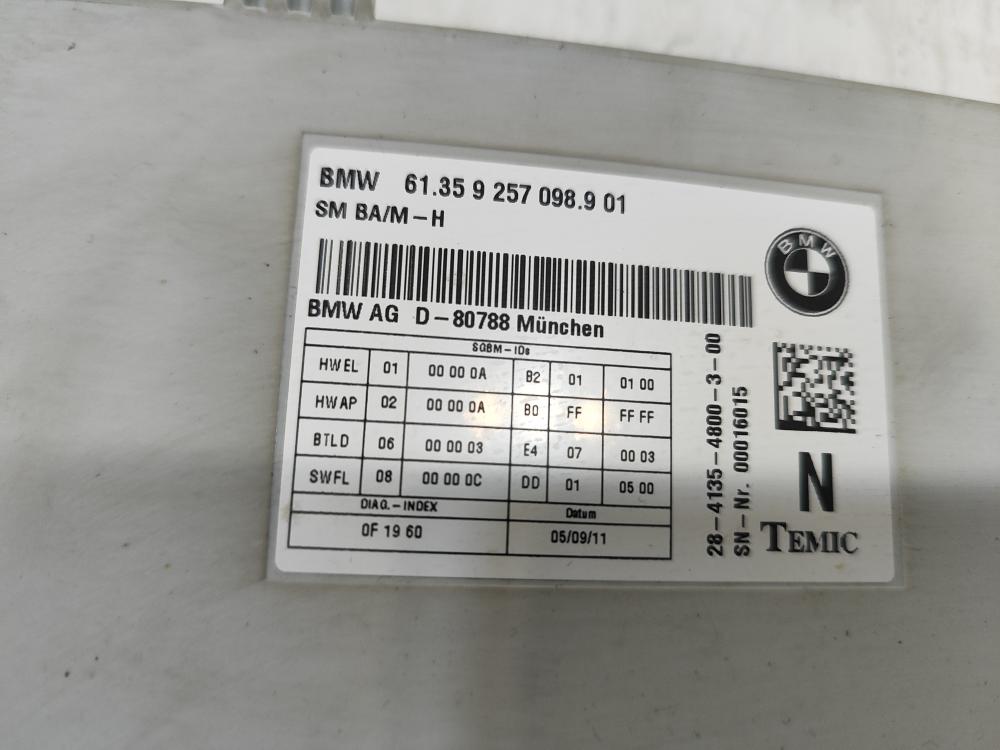 BMW 61.35 9 257 098.9 01
SM BA/M-H
BMW
BMW AG D-80788 München
SGBM-IDs
HWEL 01 00 00 0A B2 01 01 00
HWAP 02 00 00 0A B0 FF FF FF
BTLD 06 00 00 03 E4 07 00 03
SWFL 08 00 00 0C DD 01 05 00
DIAG.-INDEX Datum
0F 19 60 05/09/11
28-4135-4800-3-00
SN-Nr. 00016015
N
TEMIC